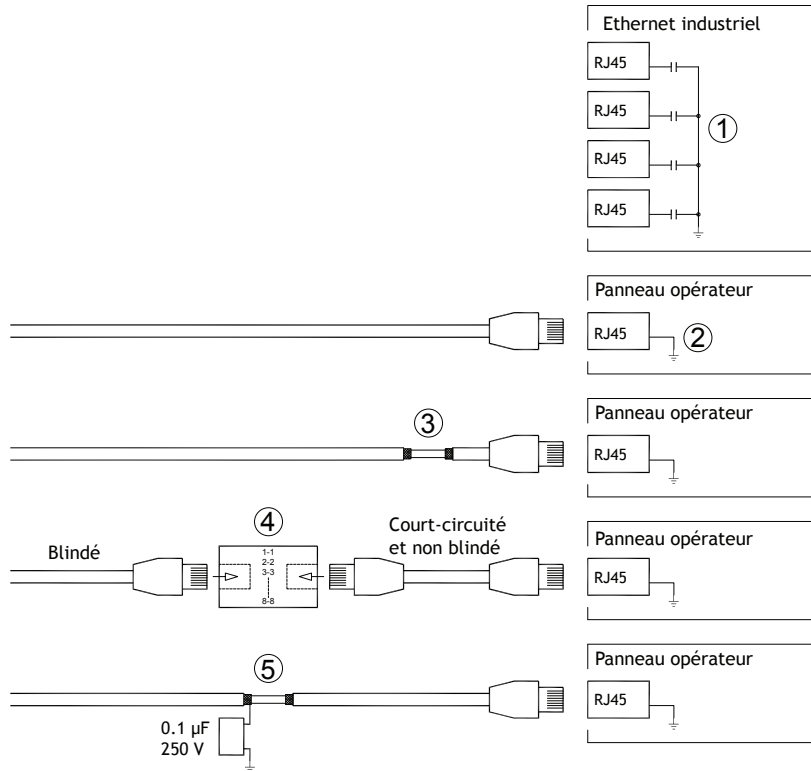 Ethernet industriel
RJ45
RJ45
1
RJ45
RJ45
Panneau opérateur
RJ45
2
Panneau opérateur
3
RJ45
4
Court-circuité
et non blindé
Panneau opérateur
Blindé
1-1
2-2
3-3
8-8
RJ45
Panneau opérateur
5
RJ45
0.1 µF
250 V